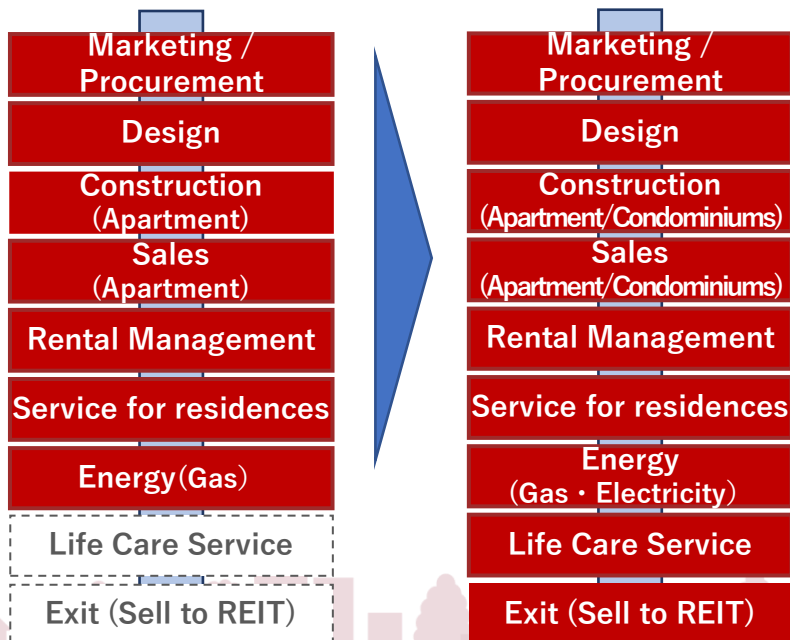 Marketing /
Procurement
Design
Construction
(Apartment)
Sales
(Apartment)
Rental Management
Service for residences
Energy(Gas)
Life Care Service
Exit (Sell to REIT)
Marketing /
Procurement
Design
Construction
(Apartment/Condominiums)
Sales
(Apartment/Condominiums)
Rental Management
Service for residences
Energy
(Gas・Electricity)
Life Care Service
Exit (Sell to REIT)